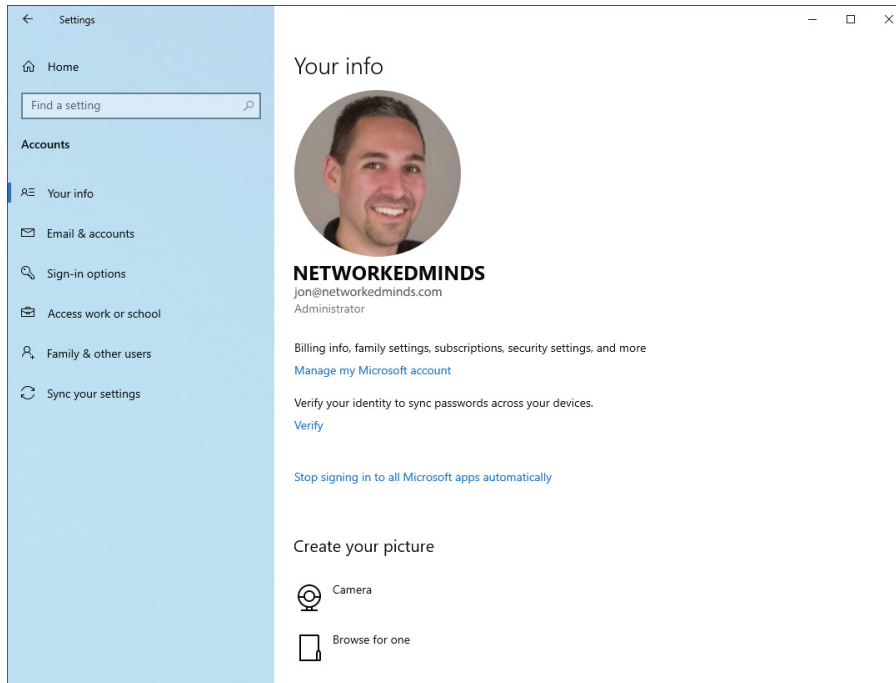 Settings
Home
Find a setting
Accounts
Your info
Email & accounts
Sign-in options
Access work or school
Family & other users
Sync your settings
Your info
NETWORKEDMINDS
jon@networkedminds.com
Administrator
Billing info, family settings, subscriptions, security settings, and more
Manage my Microsoft account
Verify your identity to sync passwords across your devices.
Verify
Stop signing in to all Microsoft apps automatically
Create your picture
Camera
Browse for one